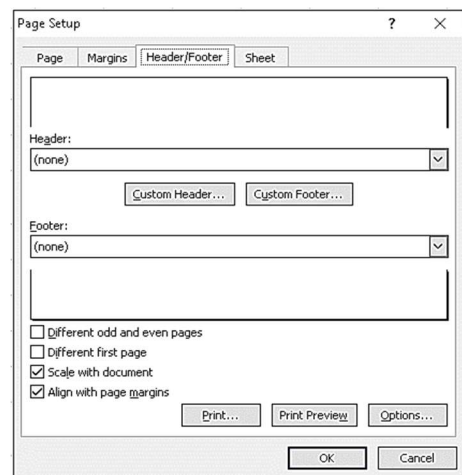 Page Setup ? ×
Page Margins Header/Footer Sheet
Header:
(none)
Custom Header... Custom Footer...
Footer:
(none)
Different odd and even pages
Different first page
Scale with document
Align with page margins
Print... Print Preview Options...
OK Cancel